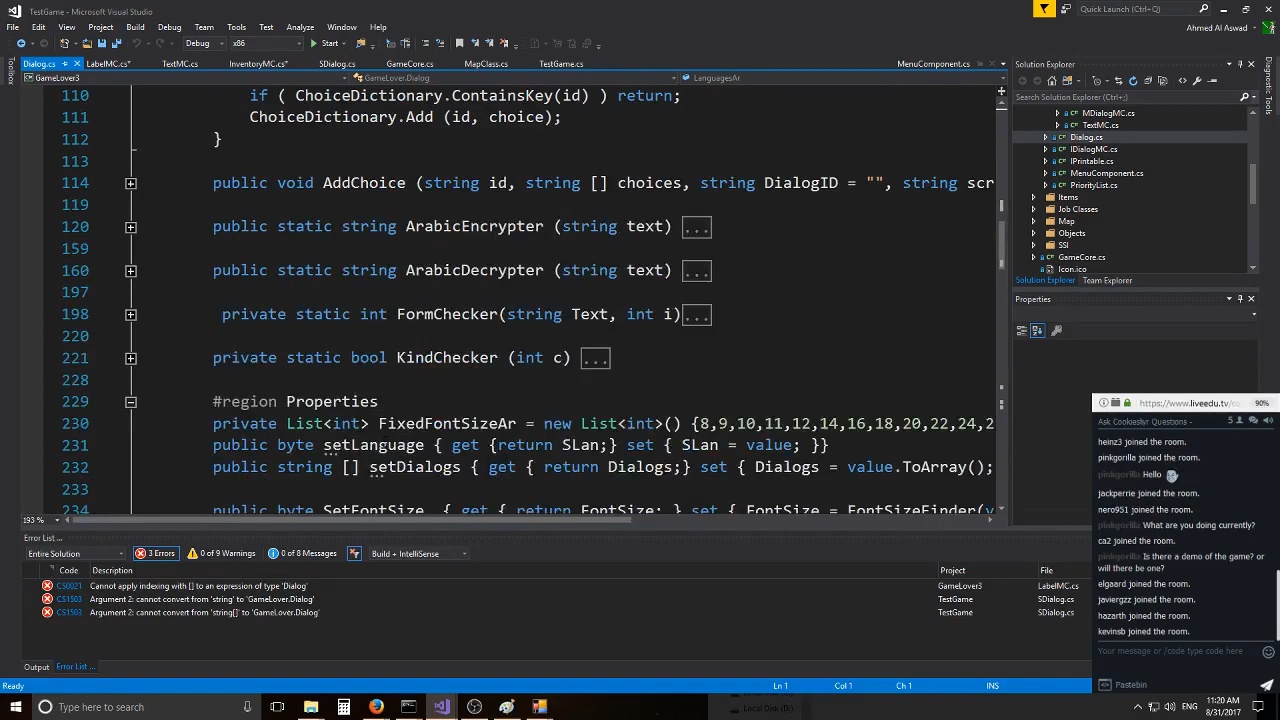 TestGame - Microsoft Visual Studio
Quick Launch (Ctrl+Q)
File Edit View Project Build Debug Team Tools Test Analyze Window Help
Ahmed Al Aswad
Debug x86 Start
Dialog.cs LabelMC.cs* TextMC.cs InventoryMC.cs* SDialog.cs GameCore.cs MapClass.cs TestGame.cs MenuComponent.cs
GameLover3 GameLover.Dialog LanguagesAr
Toolbox
110 if ( ChoiceDictionary.ContainsKey(id) ) return;
111 ChoiceDictionary.Add (id, choice);
112 }
113
114 public void AddChoice (string id, string [] choices, string DialogID = "", string scr
119
120 public static string ArabicEncrypter (string text) ...
159
160 public static string ArabicDecrypter (string text) ...
197
198 private static int FormChecker(string Text, int i) ...
220
221 private static bool KindChecker (int c) ...
228
229 #region Properties
230 private List<int> FixedFontSizeAr = new List<int>() {8,9,10,11,12,14,16,18,20,22,24,2
231 public byte setLanguage { get {return SLan;} set { SLan = value; }}
232 public string [] setDialogs { get { return Dialogs;} set { Dialogs = value.ToArray();
233
234 public byte SetFontSize { get { return FontSize; } set { FontSize = FontSizeFinder(v
193 %
Solution Explorer
Search Solution Explorer (Ctrl+;)
MDialogMC.cs
TextMC.cs
Dialog.cs
IDialogMC.cs
IPrintable.cs
MenuComponent.cs
PriorityList.cs
Items
Job Classes
Map
Objects
SSI
GameCore.cs
Icon.ico
Solution Explorer Team Explorer
Properties
Diagnostic Tools
Error List ...
Entire Solution 3 Errors 0 of 9 Warnings 0 of 8 Messages Build + IntelliSense
Code Description Project File
CS0021 Cannot apply indexing with [] to an expression of type 'Dialog' GameLover3 LabelMC.cs
CS1503 Argument 2: cannot convert from 'string' to 'GameLover.Dialog' TestGame SDialog.cs
CS1503 Argument 2: cannot convert from 'string[]' to 'GameLover.Dialog' TestGame SDialog.cs
Output Error List ...
Ready Ln 1 Col 1 Ch 1 INS
https://www.liveedu.tv/ 90%
Ask Cookieslyr Questions - 5
heinz3 joined the room.
pinkgorilla joined the room.
pinkgorilla Hello
jackperrie joined the room.
nero951 joined the room.
pinkgorilla What are you doing currently?
ca2 joined the room.
pinkgorilla Is there a demo of the game? or
will there be one?
elgaard joined the room.
javiergzz joined the room.
hazarth joined the room.
kevinsb joined the room.
Your message or /code type code here
Pastebin
Type here to search
Local Disk (D:)
ENG
11:20 AM
8/31/2017